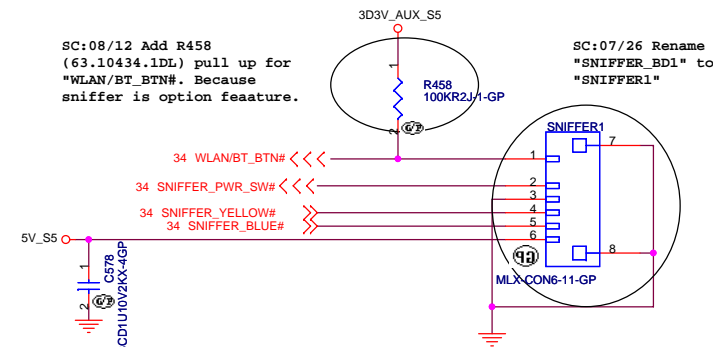 3D3V_AUX_S5
SC:08/12 Add R458
(63.10434.1DL) pull up for
"WLAN/BT_BTN#. Because
sniffer is option feaature.
SC:07/26 Rename
"SNIFFER_BD1" to
"SNIFFER1"
1
R458
100KR2J-1-GP
2
G/P
SNIFFER1
7
34 WLAN/BT_BTN#
1
34 SNIFFER_PWR_SW#
2
3
34 SNIFFER_YELLOW#
4
34 SNIFFER_BLUE#
5
5V_S5
6
8
GP
MLX-CON6-11-GP
1
C578
SCD1U10V2KX-4GP
2
G/P